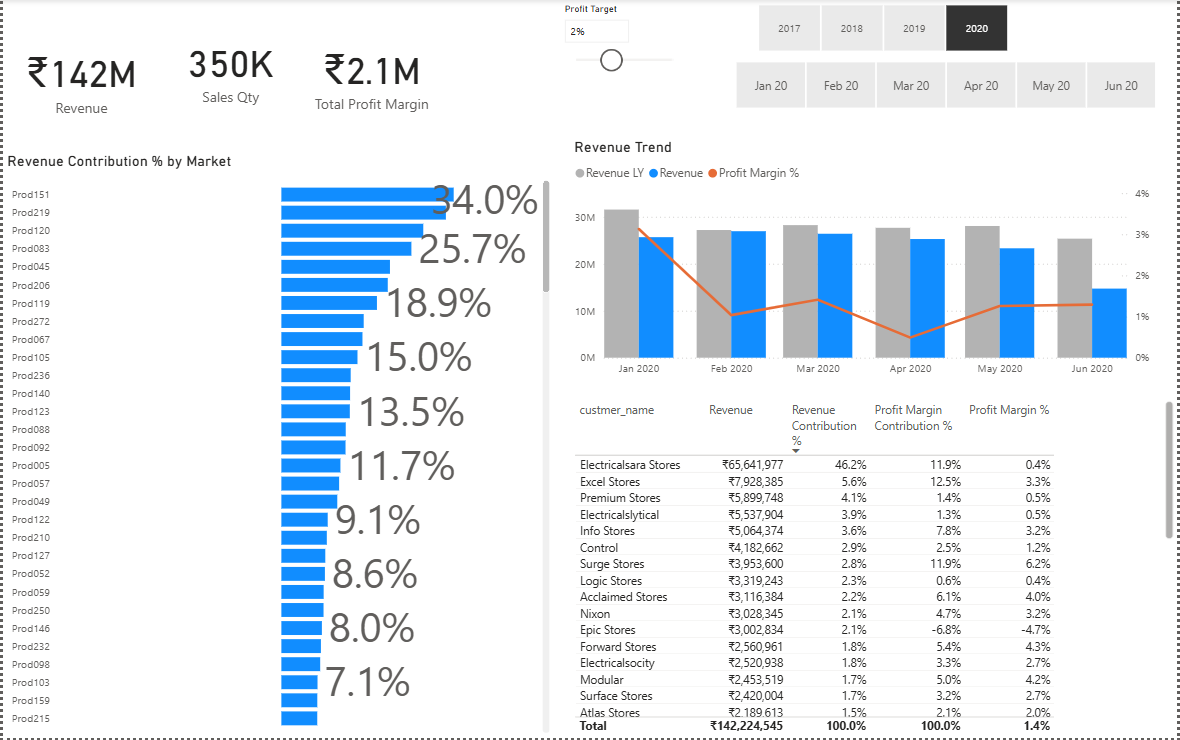 Profit Target
2%
2017 2018 2019 2020
Jan 20 Feb 20 Mar 20 Apr 20 May 20 Jun 20
₹142M
Revenue
350K
Sales Qty
₹2.1M
Total Profit Margin
Revenue Contribution % by Market
Prod151
34.0%
Prod219
Prod120
Prod083
25.7%
Prod045
Prod206
Prod119
18.9%
Prod272
Prod067
Prod105
15.0%
Prod236
Prod140
Prod123
13.5%
Prod088
Prod092
Prod005
11.7%
Prod057
Prod049
Prod122
9.1%
Prod210
Prod127
Prod052
8.6%
Prod059
Prod250
Prod146
8.0%
Prod232
Prod098
Prod103
7.1%
Prod159
Prod215
Revenue Trend
Revenue LY Revenue Profit Margin %
30M
20M
10M
0M
4%
3%
2%
1%
0%
Jan 2020 Feb 2020 Mar 2020 Apr 2020 May 2020 Jun 2020
custmer_name Revenue Revenue Contribution % Profit Margin Contribution % Profit Margin %
Electricalsara Stores ₹65,641,977 46.2% 11.9% 0.4%
Excel Stores ₹7,928,385 5.6% 12.5% 3.3%
Premium Stores ₹5,899,748 4.1% 1.4% 0.5%
Electricalslytical ₹5,537,904 3.9% 1.3% 0.5%
Info Stores ₹5,064,374 3.6% 7.8% 3.2%
Control ₹4,182,662 2.9% 2.5% 1.2%
Surge Stores ₹3,953,600 2.8% 11.9% 6.2%
Logic Stores ₹3,319,243 2.3% 0.6% 0.4%
Acclaimed Stores ₹3,116,384 2.2% 6.1% 4.0%
Nixon ₹3,028,345 2.1% 4.7% 3.2%
Epic Stores ₹3,002,834 2.1% -6.8% -4.7%
Forward Stores ₹2,560,961 1.8% 5.4% 4.3%
Electricalsocity ₹2,520,938 1.8% 3.3% 2.7%
Modular ₹2,453,519 1.7% 5.0% 4.2%
Surface Stores ₹2,420,004 1.7% 3.2% 2.7%
Atlas Stores ₹2,189,613 1.5% 2.1% 2.0%
Total ₹142,224,545 100.0% 100.0% 1.4%